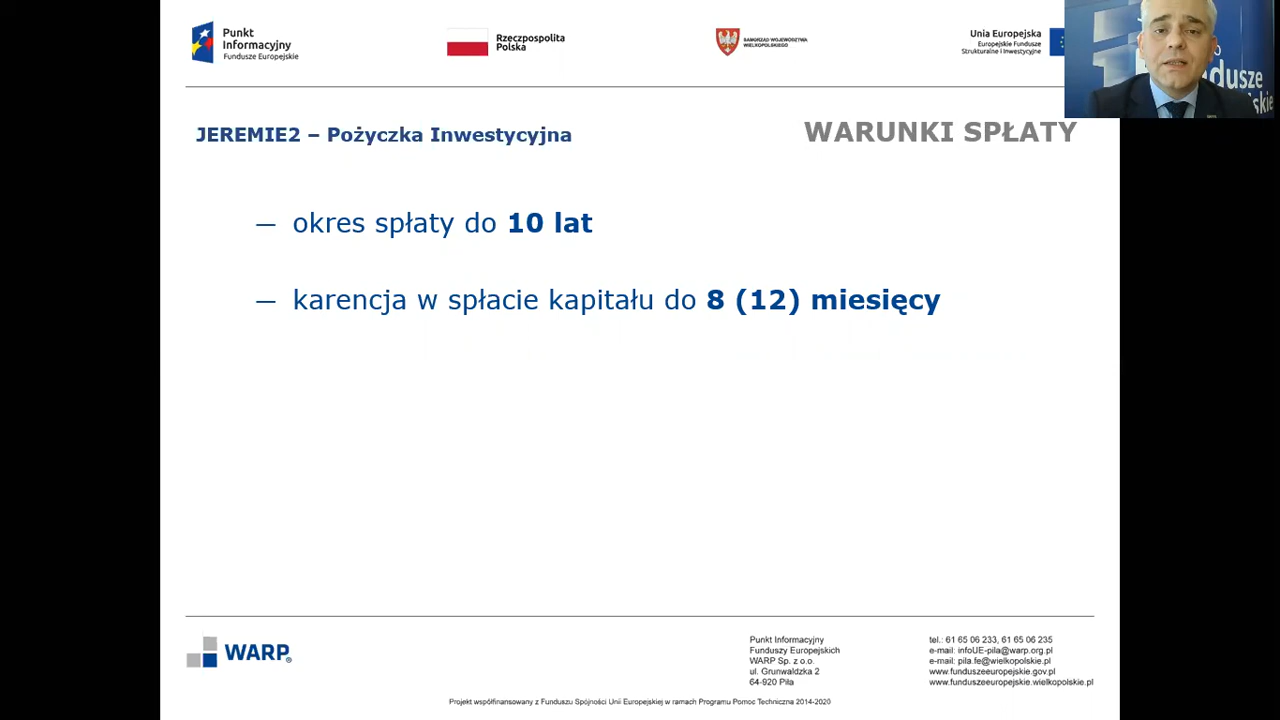 Punkt
Informacyjny
Fundusze Europejskie
Rzeczpospolita
Polska
SAMORZĄD WOJEWÓDZTWA
WIELKOPOLSKIEGO
Unia Europejska
Europejskie Fundusze
Strukturalne i Inwestycyjne
JEREMIE2 – Pożyczka Inwestycyjna
WARUNKI SPŁATY
— okres spłaty do 10 lat
— karencja w spłacie kapitału do 8 (12) miesięcy
WARP
Punkt Informacyjny
Funduszy Europejskich
WARP Sp. z o.o.
ul. Grunwaldzka 2
64-920 Piła
tel.: 61 65 06 233, 61 65 06 235
e-mail: infoUE-pila@warp.org.pl
e-mail: pila.fe@wielkopolskie.pl
www.funduszeeuropejskie.gov.pl
www.funduszeeuropejskie.wielkopolskie.pl
Projekt współfinansowany z Funduszu Spójności Unii Europejskiej w ramach Programu Pomoc Techniczna 2014-2020